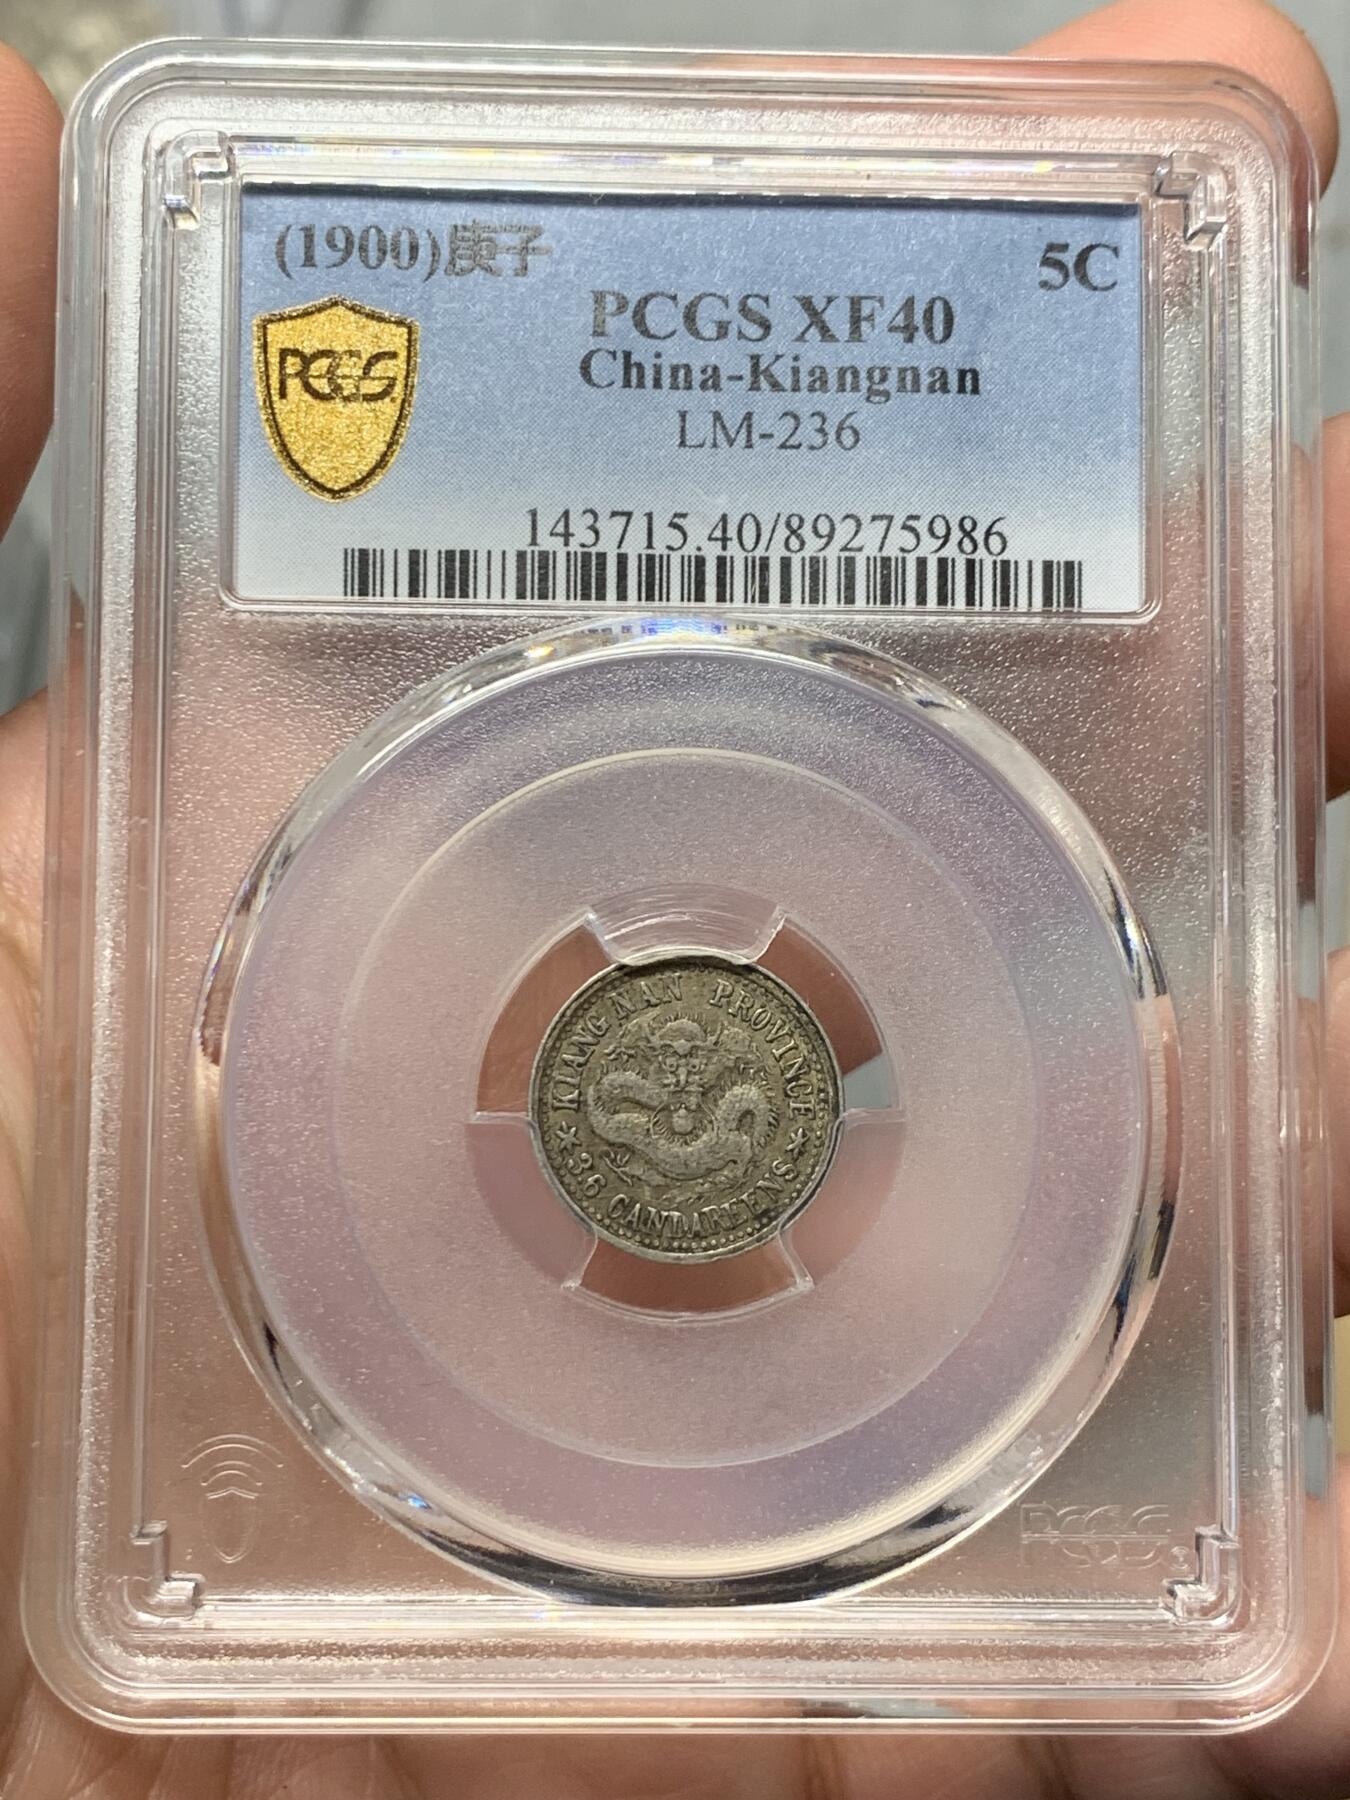 (1900)庚子 5C
PCGS XF40
PCGS
China-Kiangnan
LM-236
143715.40/89275986
KIANG NAN PROVINCE
3.6 CANDAREENS
PCGS